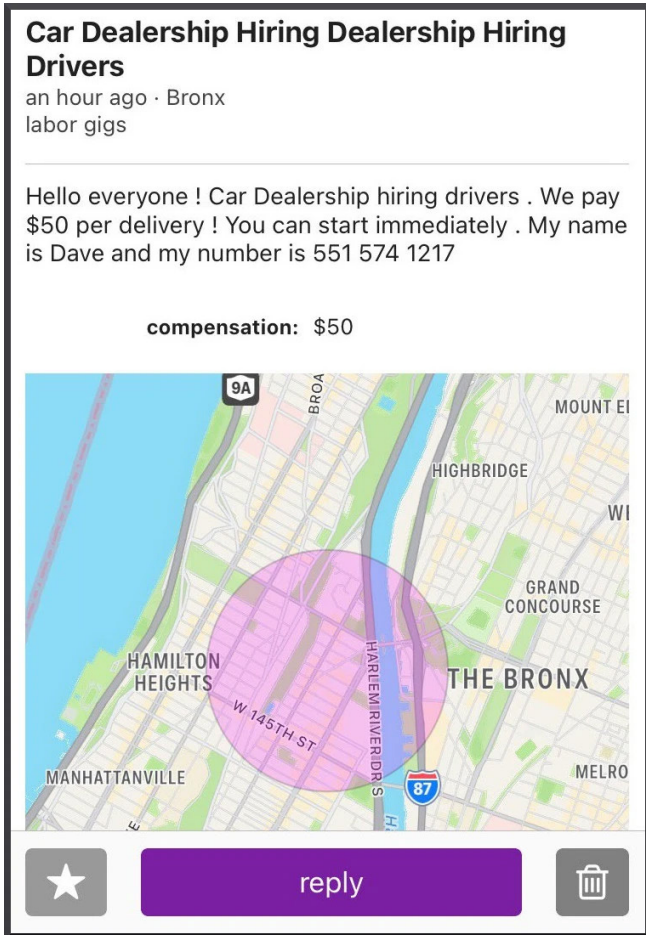 Car Dealership Hiring Dealership Hiring
Drivers
an hour ago · Bronx
labor gigs
Hello everyone ! Car Dealership hiring drivers . We pay
$50 per delivery ! You can start immediately . My name
is Dave and my number is 551 574 1217
compensation: $50
9A
BROA
MOUNT E
HIGHBRIDGE
WE
GRAND
CONCOURSE
HAMILTON
HEIGHTS
HARLEM RIVER DR S
THE BRONX
W 145TH ST
MANHATTANVILLE
MELRO
87
reply